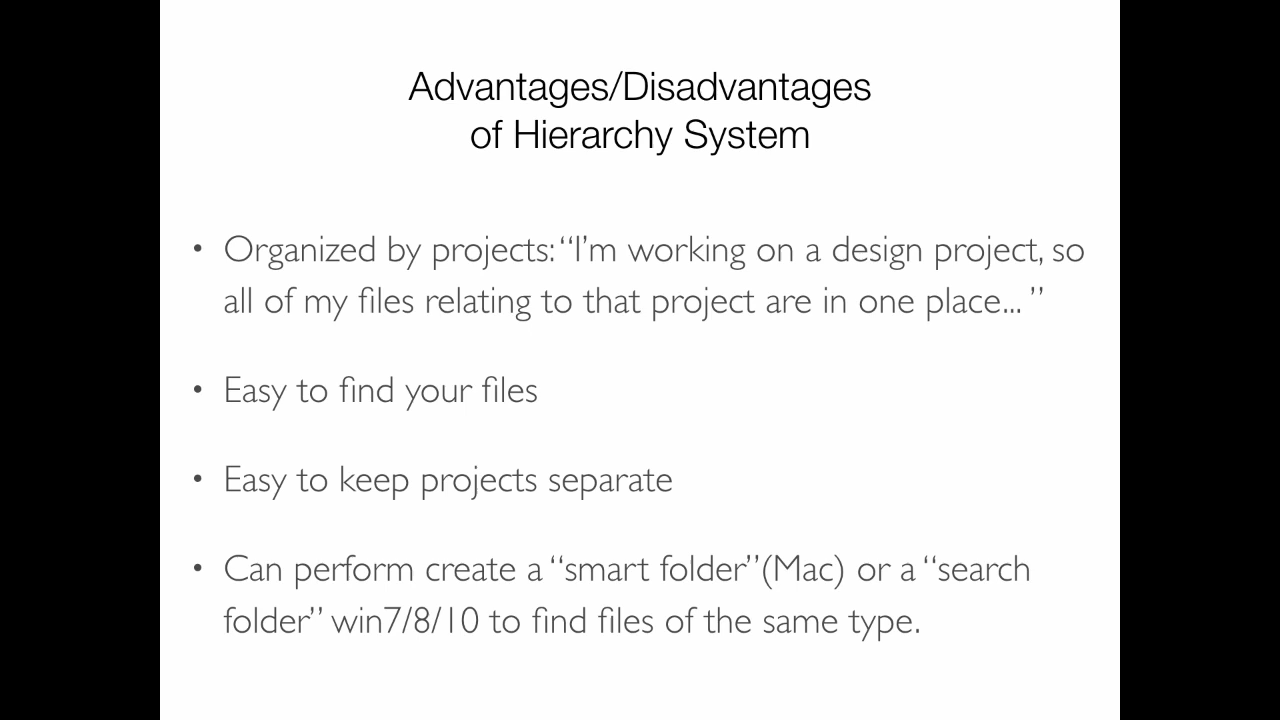 Advantages/Disadvantages
of Hierarchy System
• Organized by projects: “I’m working on a design project, so
all of my files relating to that project are in one place... ”
• Easy to find your files
• Easy to keep projects separate
• Can perform create a “smart folder”(Mac) or a “search
folder” win7/8/10 to find files of the same type.